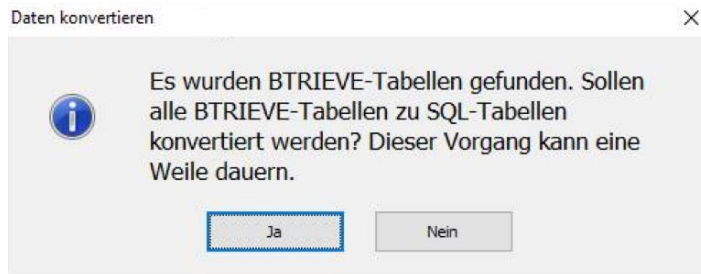 Daten konvertieren
Es wurden BTRIEVE-Tabellen gefunden. Sollen
alle BTRIEVE-Tabellen zu SQL-Tabellen
konvertiert werden? Dieser Vorgang kann eine
Weile dauern.
Ja Nein